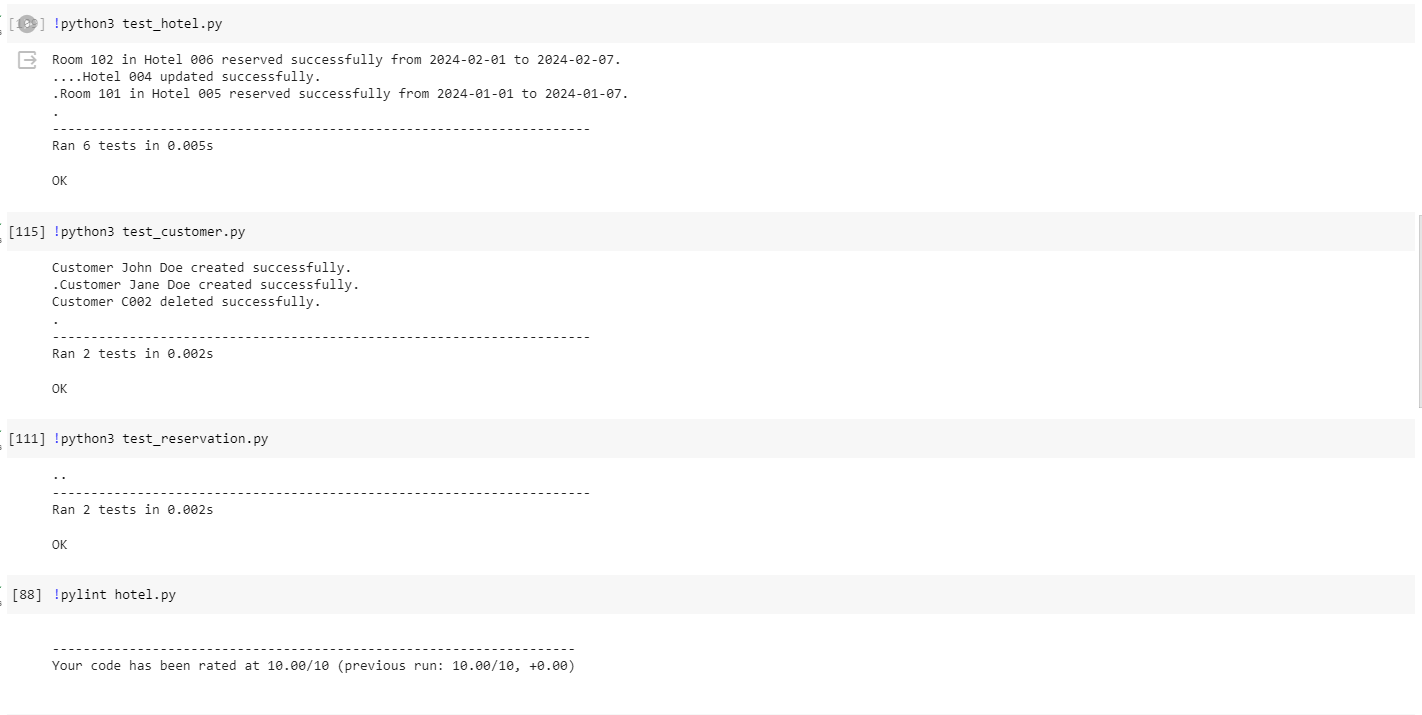 !python3 test_hotel.py
Room 102 in Hotel 006 reserved successfully from 2024-02-01 to 2024-02-07.
....Hotel 004 updated successfully.
.Room 101 in Hotel 005 reserved successfully from 2024-01-01 to 2024-01-07.
.
----------------------------------------------------------------------
Ran 6 tests in 0.005s
OK
[115] !python3 test_customer.py
Customer John Doe created successfully.
.Customer Jane Doe created successfully.
Customer C002 deleted successfully.
.
----------------------------------------------------------------------
Ran 2 tests in 0.002s
OK
[111] !python3 test_reservation.py
..
----------------------------------------------------------------------
Ran 2 tests in 0.002s
OK
[88] !pylint hotel.py
--------------------------------------------------------------------
Your code has been rated at 10.00/10 (previous run: 10.00/10, +0.00)